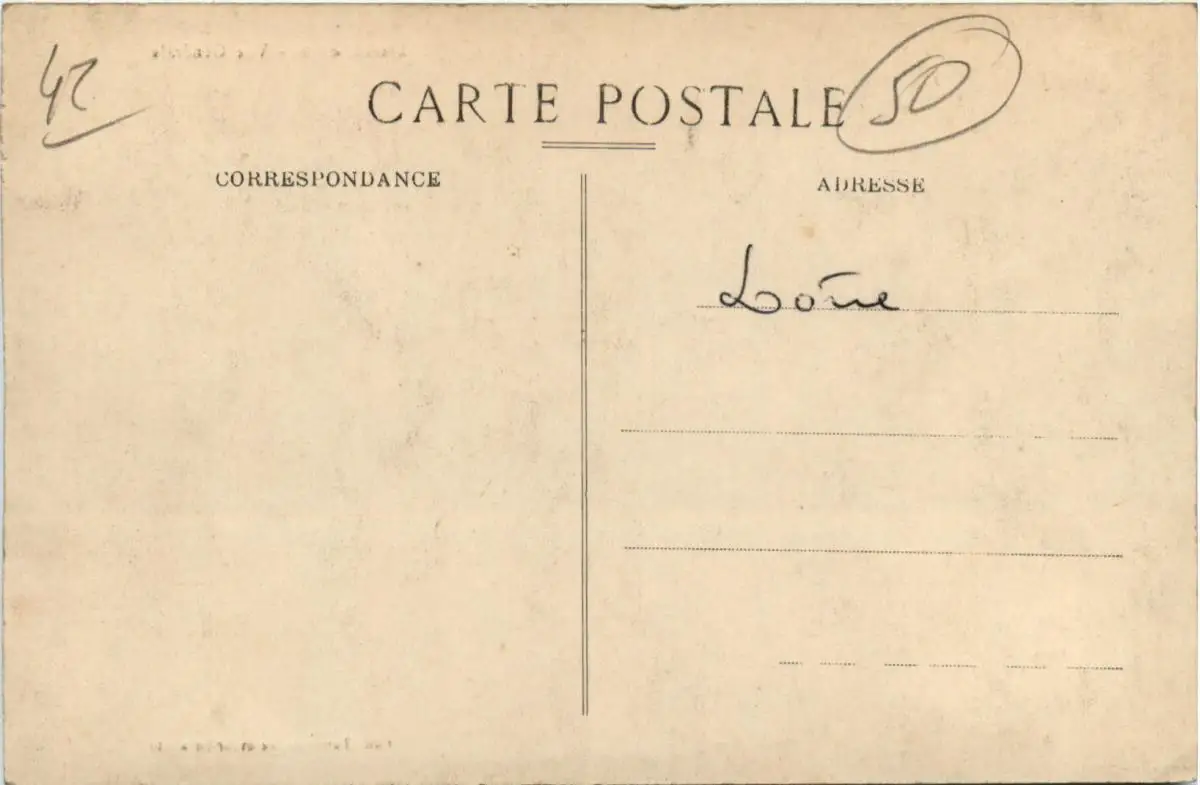 42
CARTE POSTALE
50
CORRESPONDANCE
ADRESSE
Loire